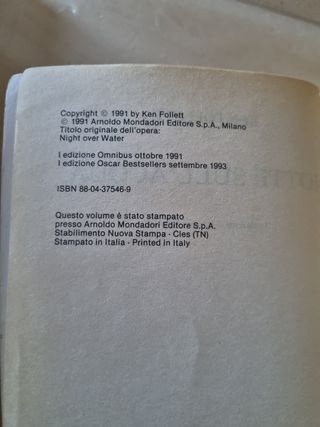 Copyright © 1991 by Ken Follett
© 1991 Arnoldo Mondadori Editore S.p.A., Milano
Titolo originale dell'opera:
Night over Water
I edizione Omnibus ottobre 1991
I edizione Oscar Bestsellers settembre 1993
ISBN 88-04-37546-9
Questo volume è stato stampato
presso Arnoldo Mondadori Editore S.p.A.
Stabilimento Nuova Stampa - Cles (TN)
Stampato in Italia - Printed in Italy